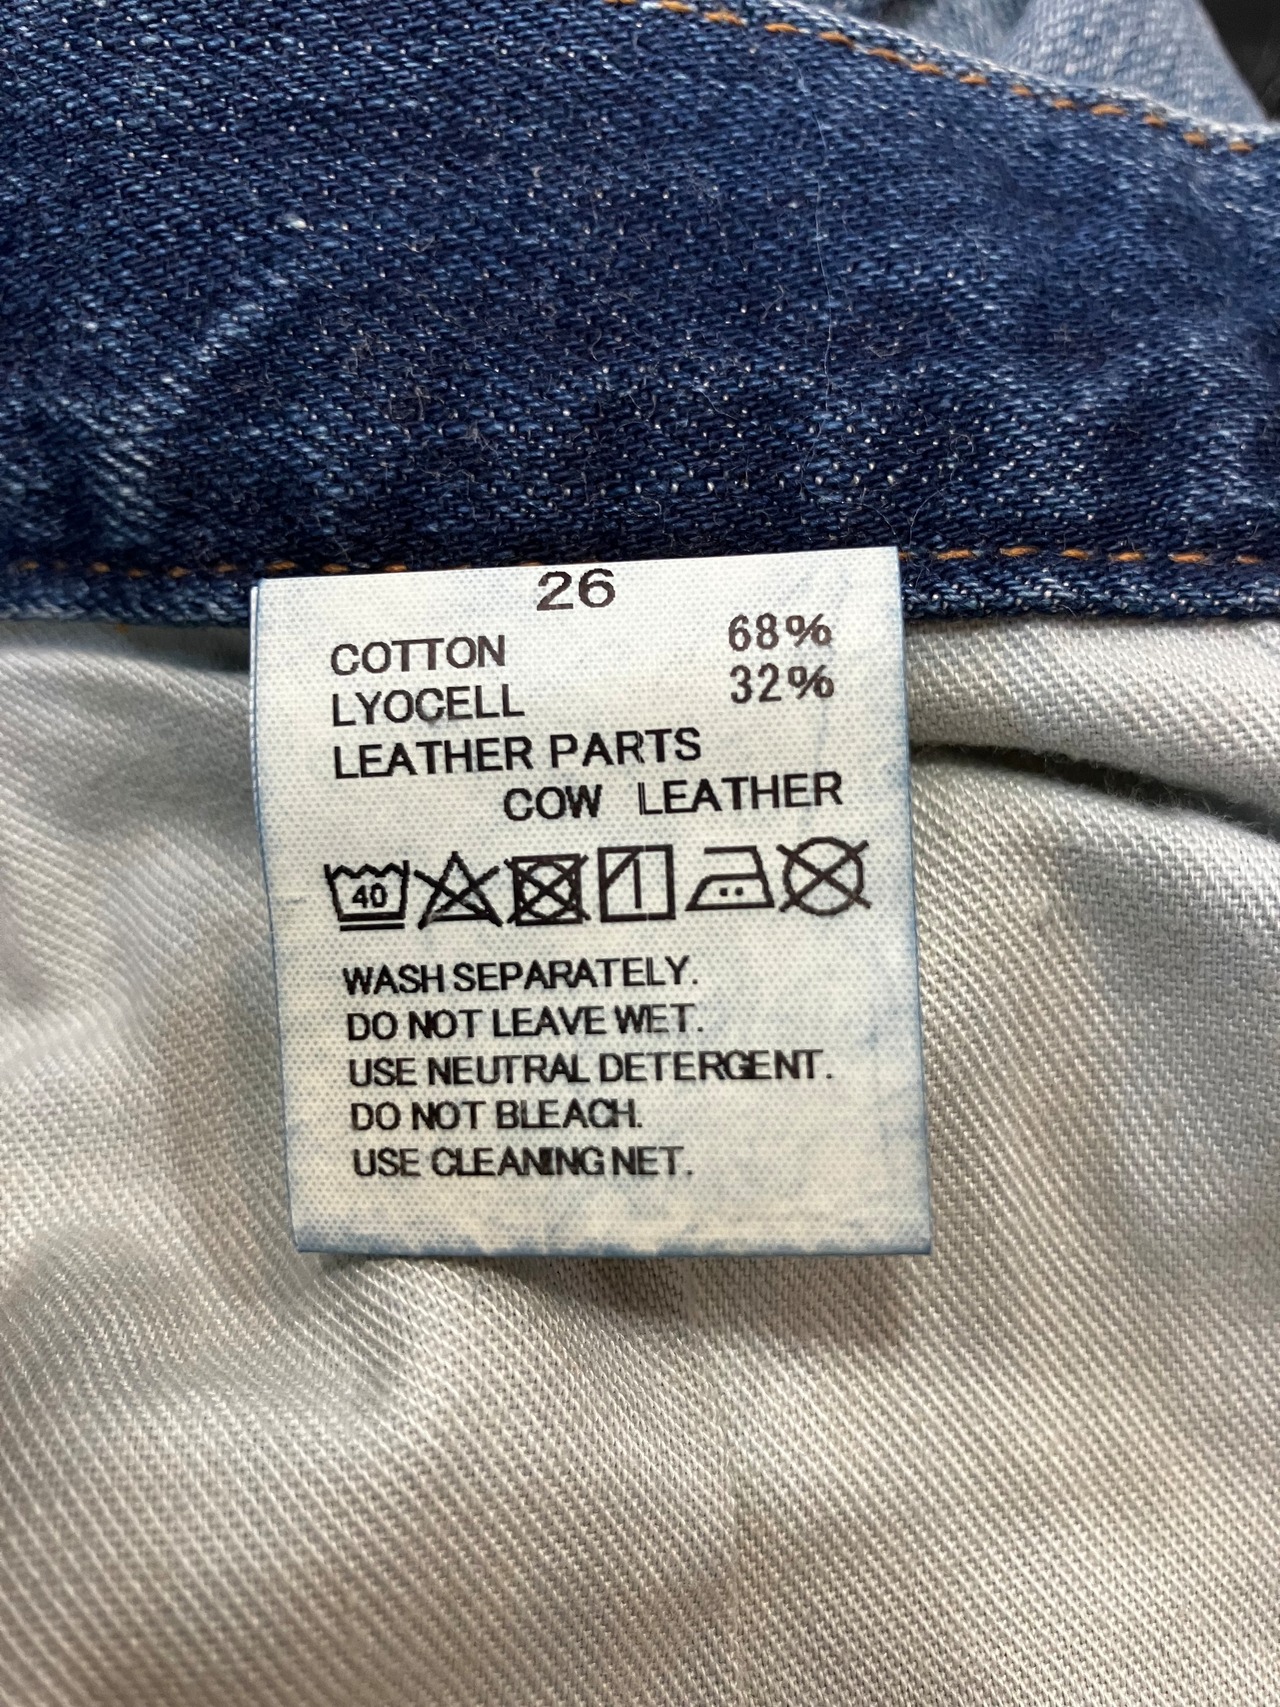 26
COTTON 68%
LYOCELL 32%
LEATHER PARTS
COW LEATHER
40
WASH SEPARATELY.
DO NOT LEAVE WET.
USE NEUTRAL DETERGENT.
DO NOT BLEACH.
USE CLEANING NET.